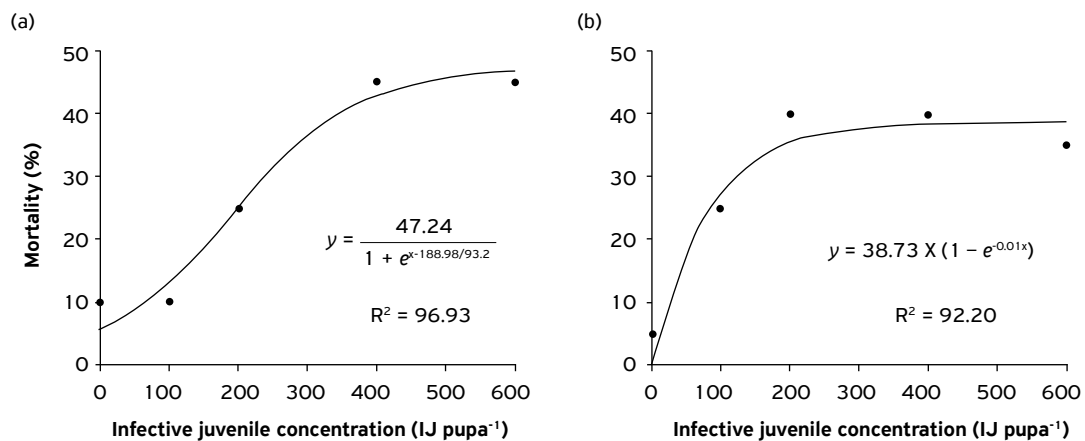 (a)
50
40
30
20
10
0
Mortality (%)
y = 47.24 / 1 + e^x-188.98/93.2
R² = 96.93
0 100 200 300 400 500 600
Infective juvenile concentration (IJ pupa⁻¹)
(b)
50
40
30
20
10
0
y = 38.73 X (1 − e^-0.01x)
R² = 92.20
0 100 200 300 400 500 600
Infective juvenile concentration (IJ pupa⁻¹)